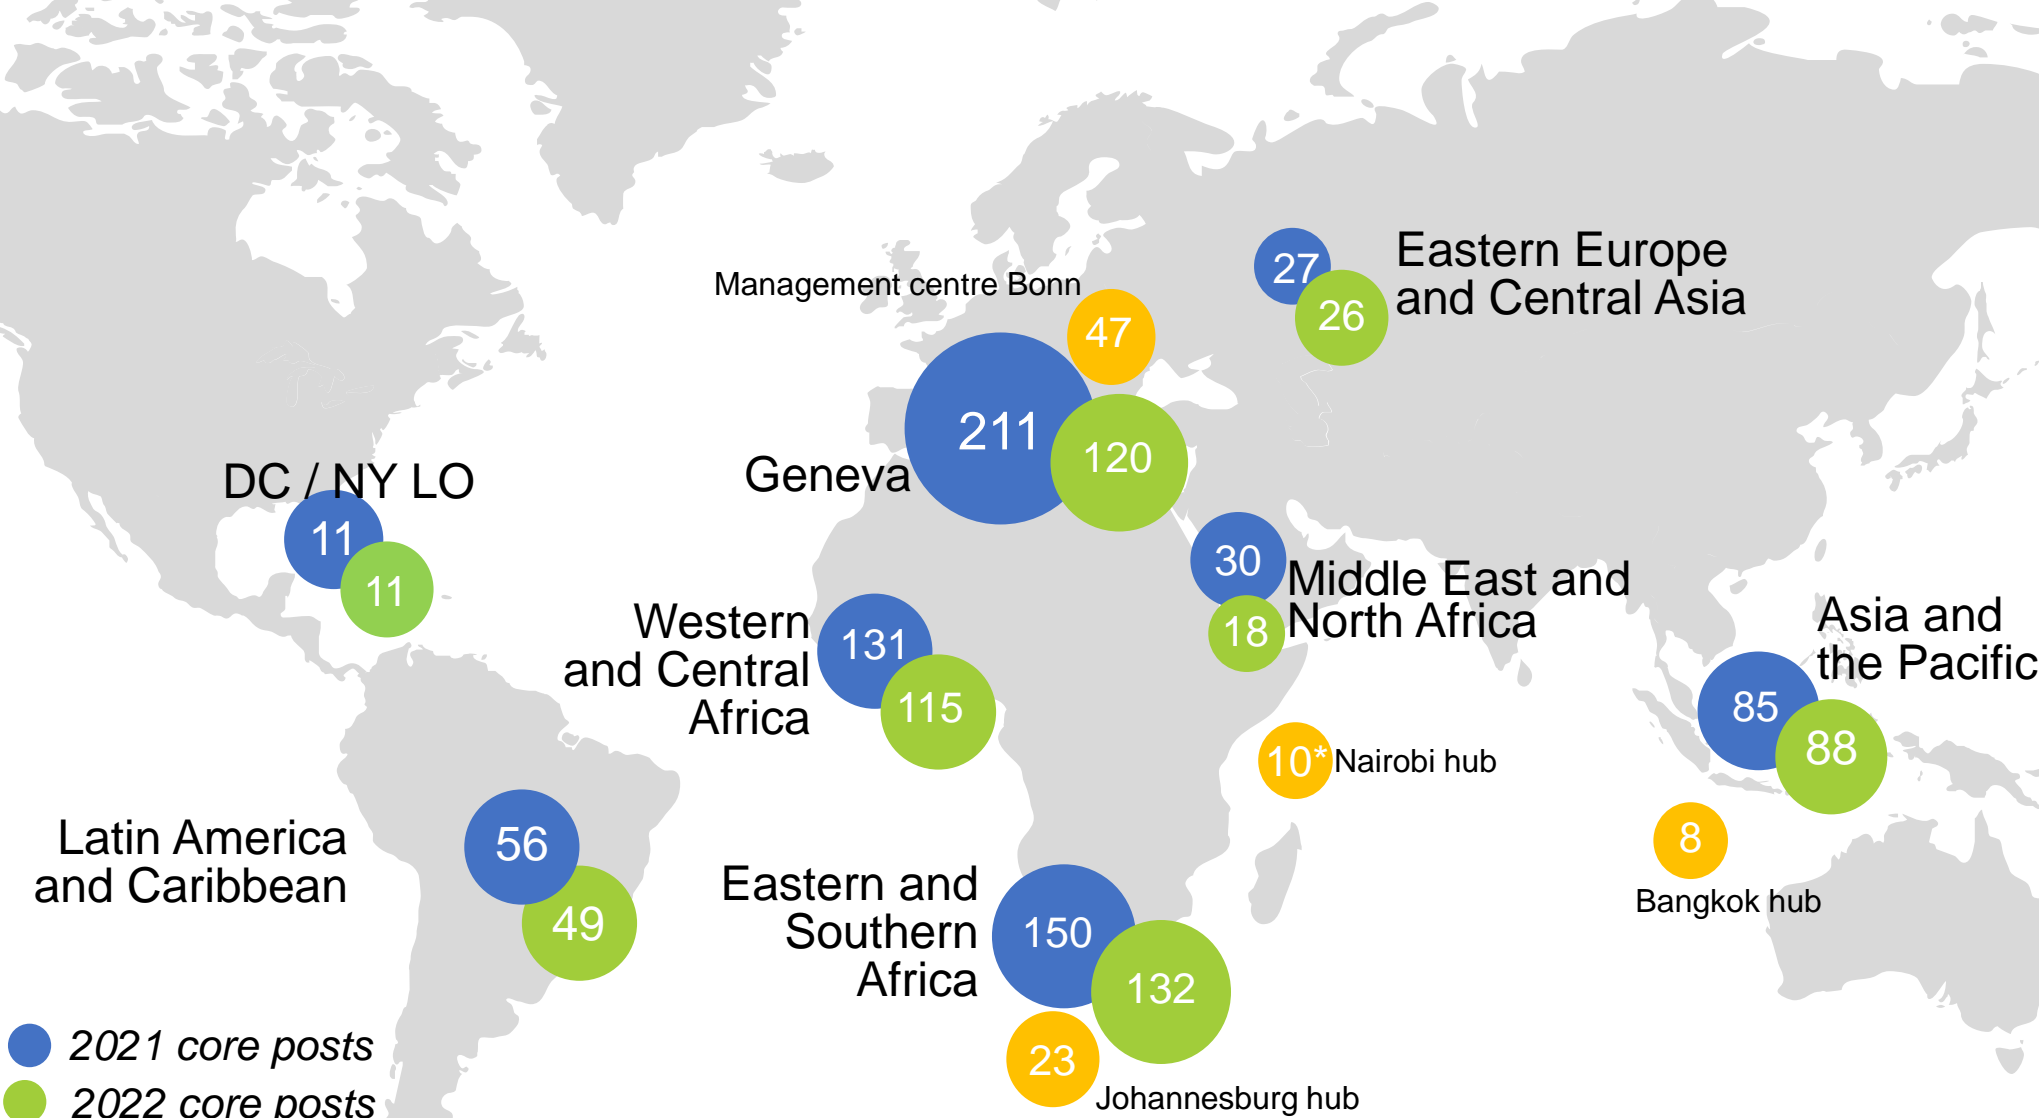 Eastern Europe
and Central Asia
27
26
Management centre Bonn
47
211
120
Geneva
DC / NY LO
11
11
30
18
Middle East and
North Africa
Western
and Central
Africa
131
115
Asia and
the Pacific
85
88
10* Nairobi hub
8
Bangkok hub
Latin America
and Caribbean
56
49
Eastern and
Southern
Africa
150
132
23
Johannesburg hub
2021 core posts
2022 core posts